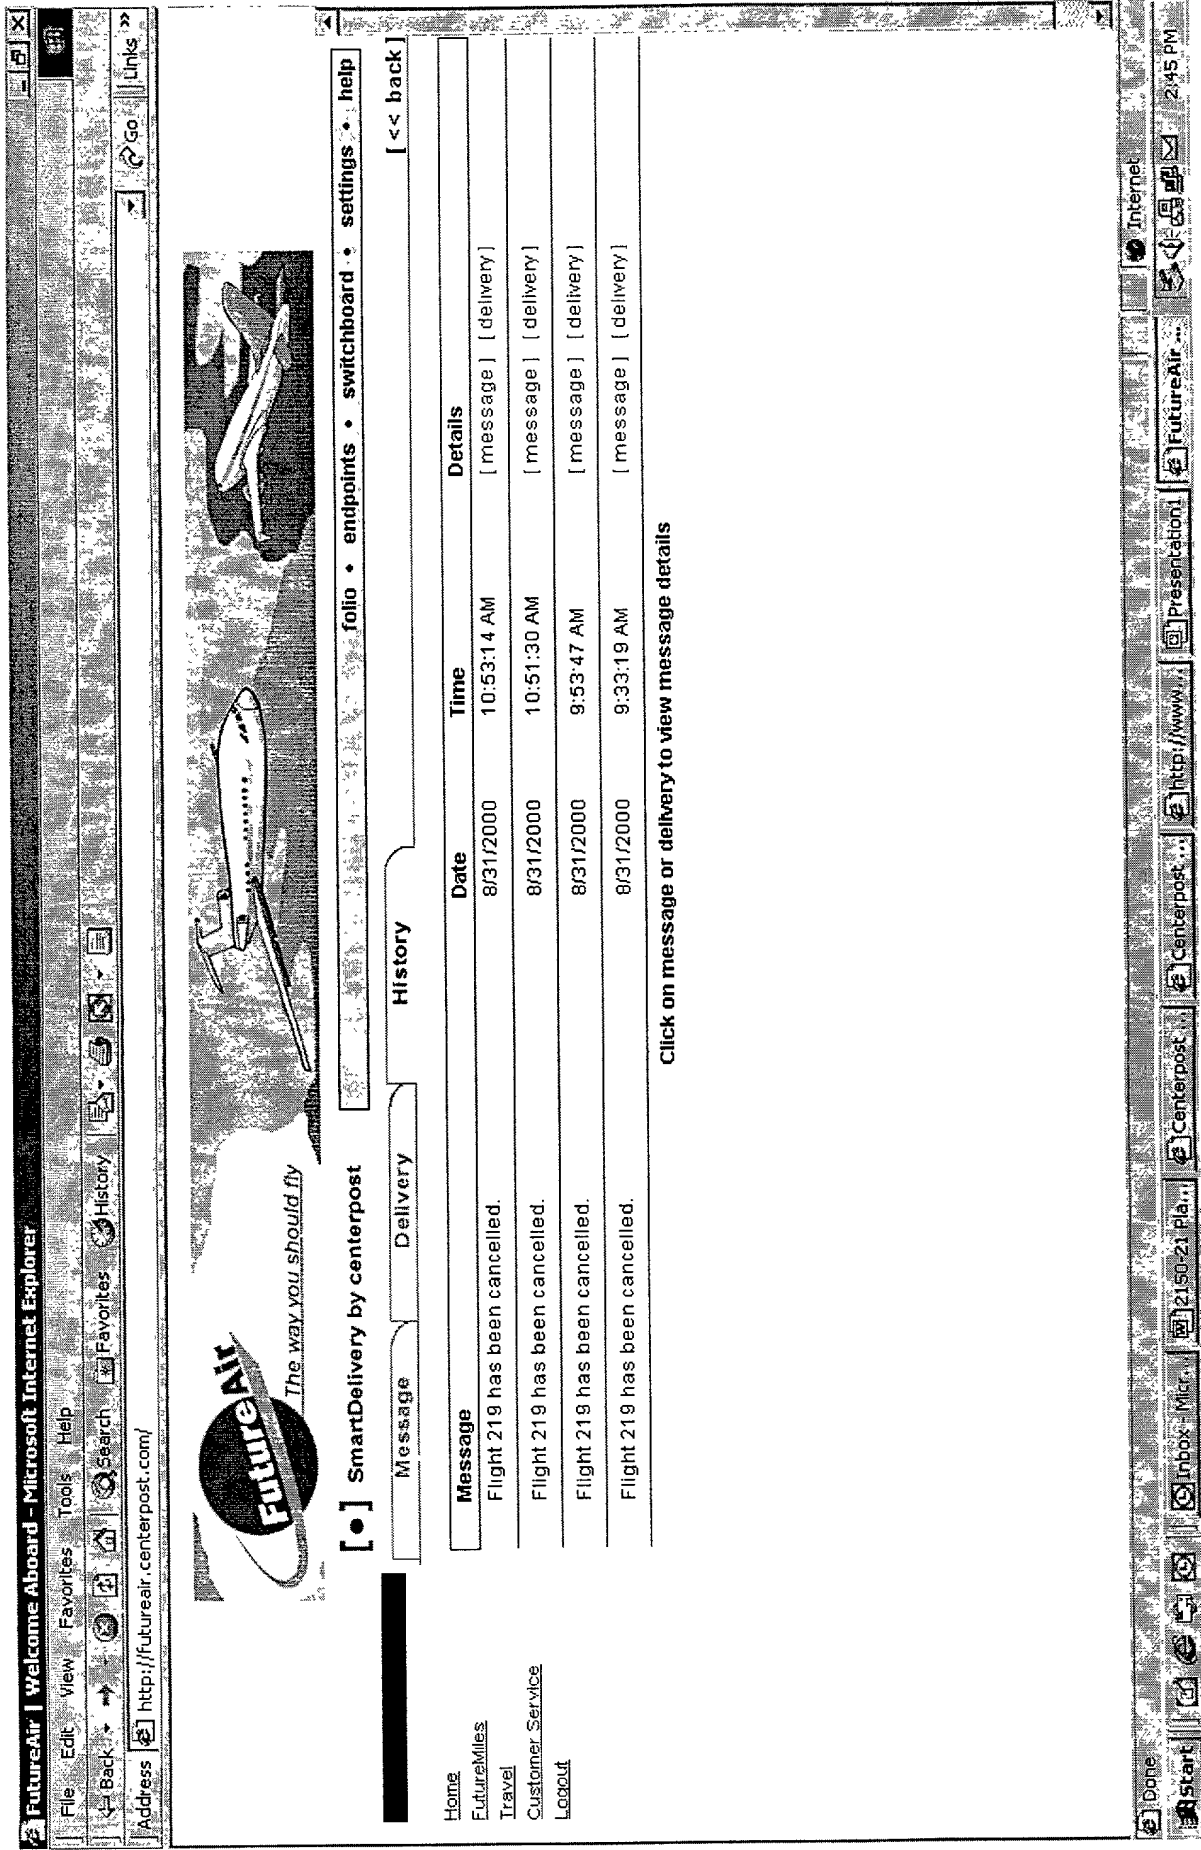 FutureAir | Welcome Aboard - Microsoft Internet Explorer
File Edit View Favorites Tools Help
Back Search Favorites History
Address http://futureair.centerpost.com/ Go Links »
FutureAir
The way you should fly
[•] SmartDelivery by centerpost
folio • endpoints • switchboard • settings • help
Message Delivery History [ << back ]
Home
FutureMiles
Travel
Customer Service
Logout
Message Date Time Details
Flight 219 has been cancelled. 8/31/2000 10:53:14 AM [ message ] [ delivery ]
Flight 219 has been cancelled. 8/31/2000 10:51:30 AM [ message ] [ delivery ]
Flight 219 has been cancelled. 8/31/2000 9:53:47 AM [ message ] [ delivery ]
Flight 219 has been cancelled. 8/31/2000 9:33:19 AM [ message ] [ delivery ]
Click on message or delivery to view message details
Done Internet
Start Inbox - Micr... 2150-21 Pla... Centerpost ... Centerpost ... http://www.... Presentation1 FutureAir ... 2:45 PM